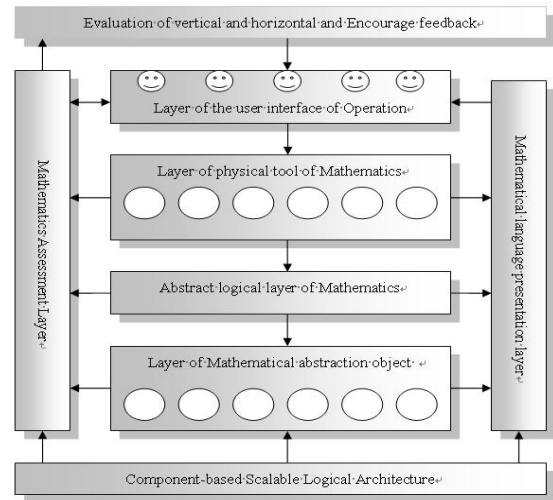 Evaluation of vertical and horizontal and Encourage feedback
Layer of the user interface of Operation
Mathematics Assessment
Layer
Layer of physical tool of Mathematics
Mathematical language presentation
layer
Abstract logical layer of Mathematics
Layer of Mathematical abstraction object
Component-based Scalable Logical Architecture